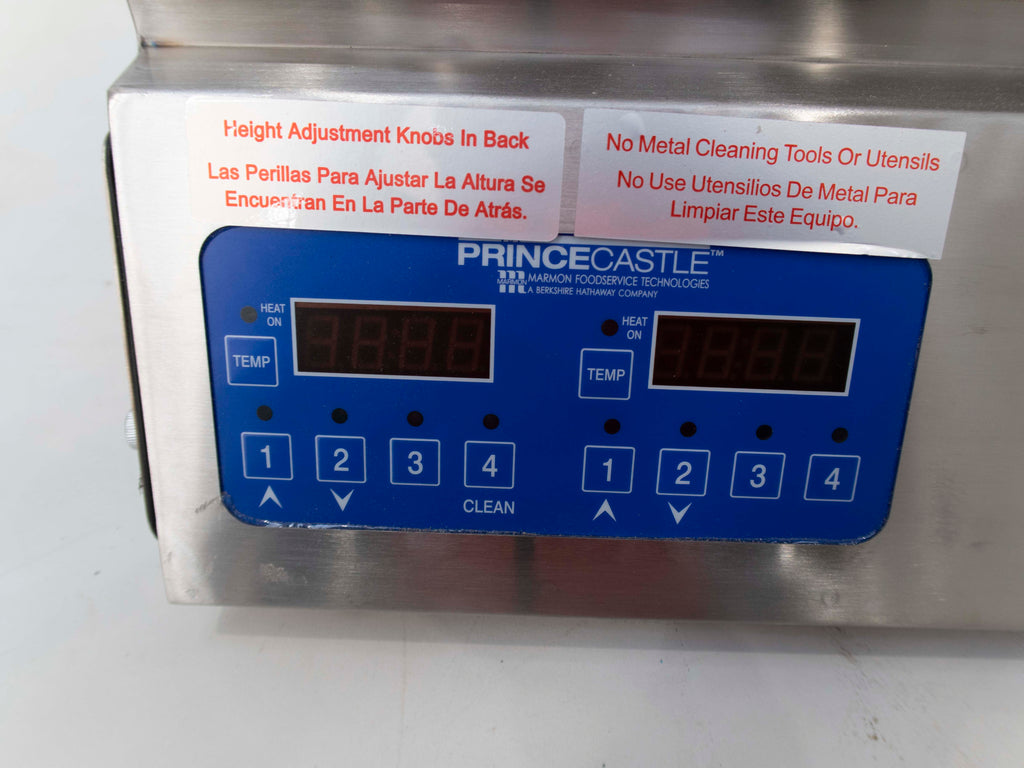 Height Adjustment Knobs In Back
Las Perillas Para Ajustar La Altura Se
Encuentran En La Parte De Atrás.
No Metal Cleaning Tools Or Utensils
No Use Utensilios De Metal Para
Limpiar Este Equipo.
PRINCECASTLE™
MARMON
MARMON FOODSERVICE TECHNOLOGIES
A BERKSHIRE HATHAWAY COMPANY
HEAT
ON
TEMP
1 2 3 4
CLEAN
HEAT
ON
TEMP
1 2 3 4